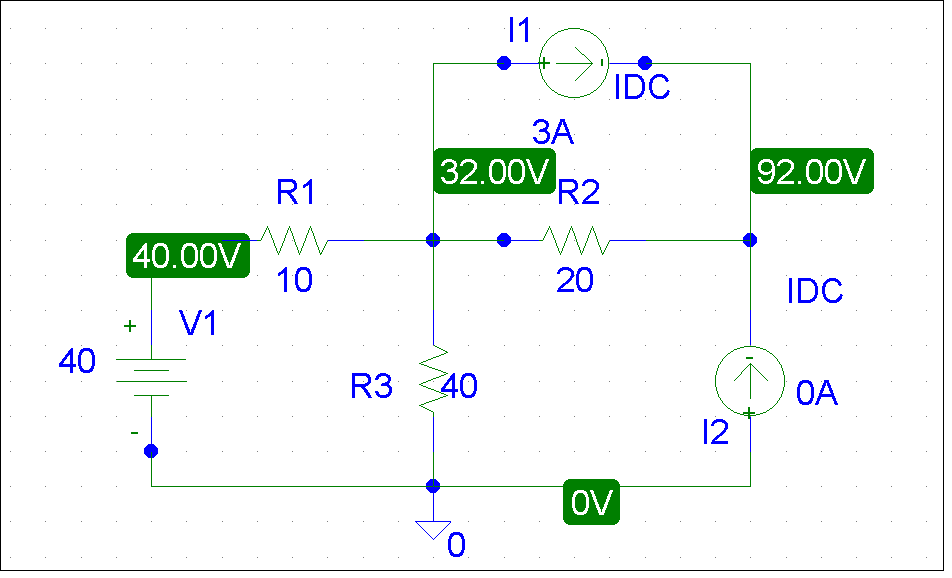 I1
IDC
3A
32.00V
92.00V
R1
R2
40.00V
10
20
IDC
+
V1
40
R3
40
0A
-
I2
0V
0